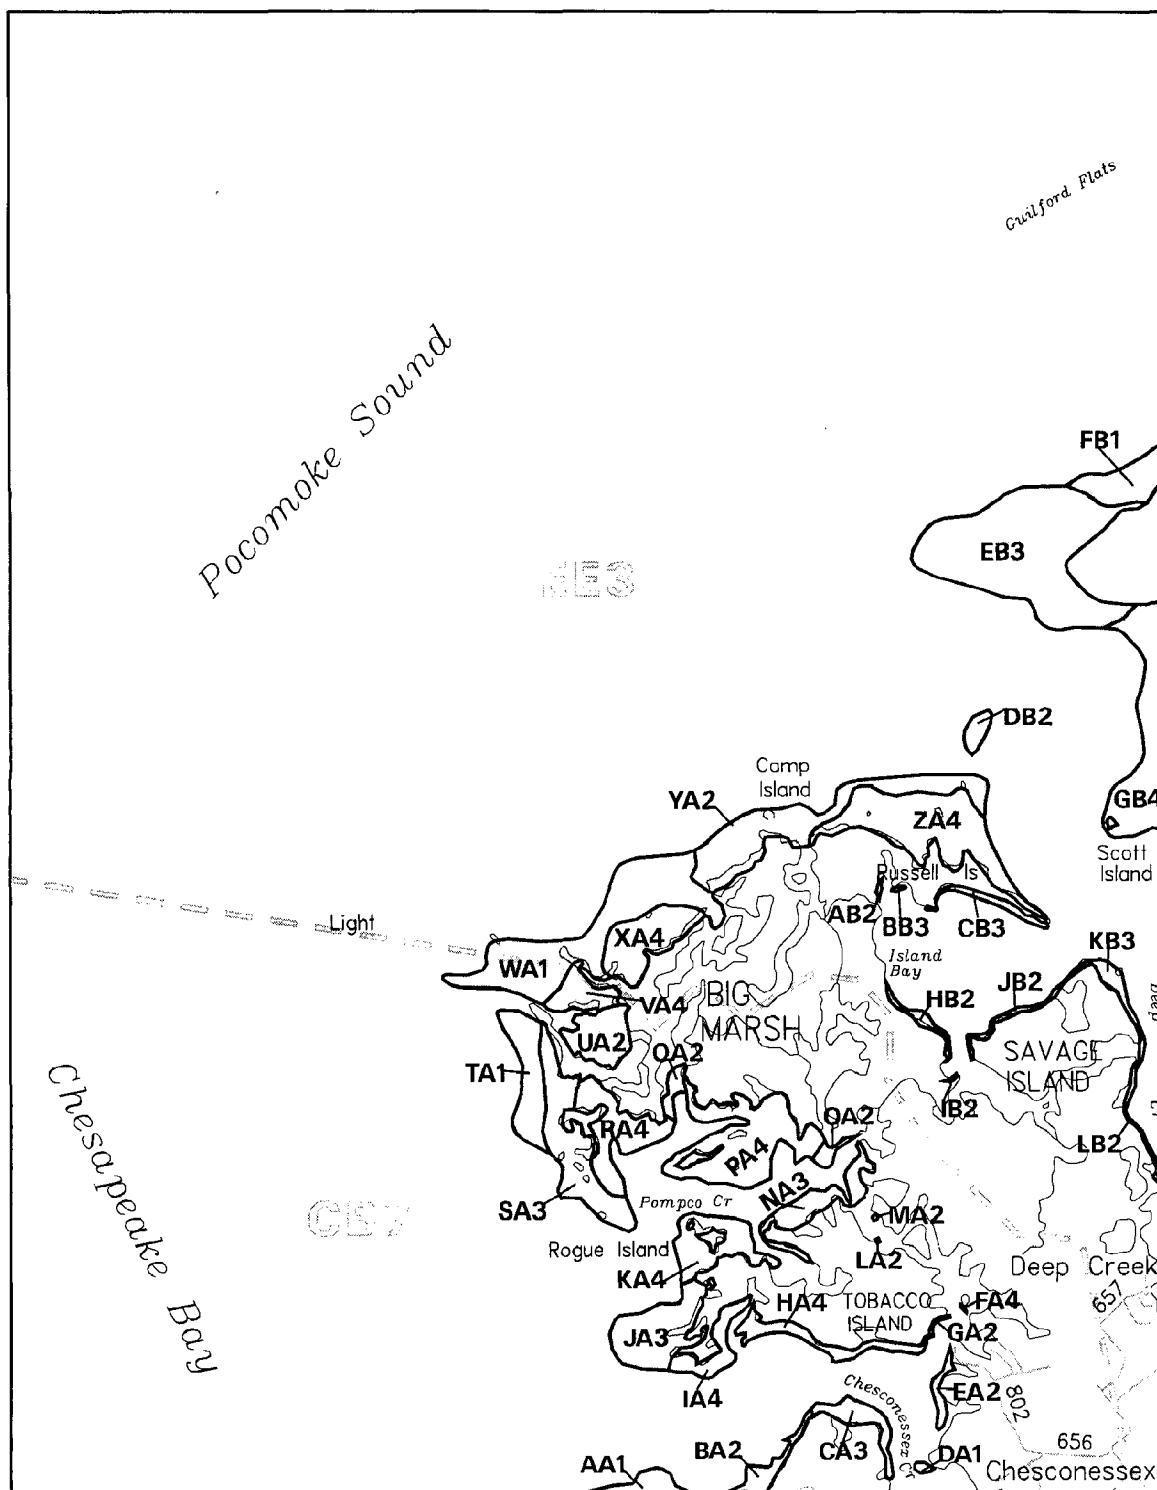 Guilford Flats
Pocomoke Sound
FB1
EB3
E3
DB2
Camp
Island
YA2
GB4
ZA4
Scott
Island
Russell Is
Light
AB2
BB3
CB3
XA4
KB3
Island
Bay
WA1
JB2
VA4
HB2
BIG
MARSH
UA2
OA2
SAVAGE
ISLAND
TA1
IB2
OA2
RA4
LB2
PA4
Chesapeake Bay
NA3
Pompco Cr
SA3
MA2
Rogue Island
LA2
Deep Creek
KA4
657
HA4
TOBACCO
ISLAND
FA4
JA3
GA2
IA4
EA2
802
Chesconessex Cr
656
BA2
CA3
DA1
AA1
Chesconessex
Deep